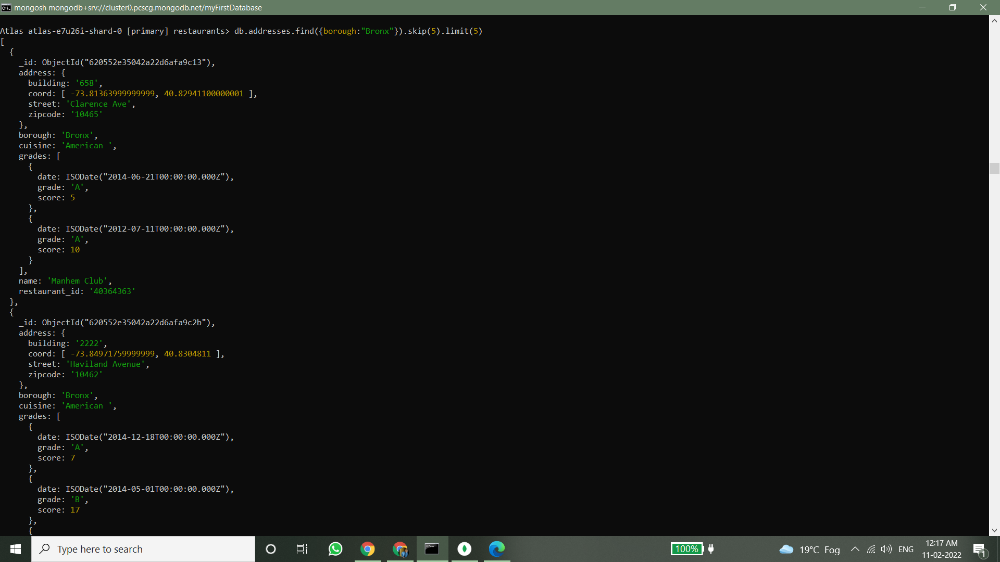 mongosh mongodb+srv://cluster0.pcscg.mongodb.net/myFirstDatabase
Atlas atlas-e7u26i-shard-0 [primary] restaurants> db.addresses.find({borough:"Bronx"}).skip(5).limit(5)
[
  {
    _id: ObjectId("620552e35042a22d6afa9c13"),
    address: {
      building: '658',
      coord: [ -73.81363999999999, 40.82941100000001 ],
      street: 'Clarence Ave',
      zipcode: '10465'
    },
    borough: 'Bronx',
    cuisine: 'American ',
    grades: [
      {
        date: ISODate("2014-06-21T00:00:00.000Z"),
        grade: 'A',
        score: 5
      },
      {
        date: ISODate("2012-07-11T00:00:00.000Z"),
        grade: 'A',
        score: 10
      }
    ],
    name: 'Manhem Club',
    restaurant_id: '40364363'
  },
  {
    _id: ObjectId("620552e35042a22d6afa9c2b"),
    address: {
      building: '2222',
      coord: [ -73.84971759999999, 40.8304811 ],
      street: 'Haviland Avenue',
      zipcode: '10462'
    },
    borough: 'Bronx',
    cuisine: 'American ',
    grades: [
      {
        date: ISODate("2014-12-18T00:00:00.000Z"),
        grade: 'A',
        score: 7
      },
      {
        date: ISODate("2014-05-01T00:00:00.000Z"),
        grade: 'B',
        score: 17
      },
      {
Type here to search
100%
19°C Fog
ENG
12:17 AM
11-02-2022
1